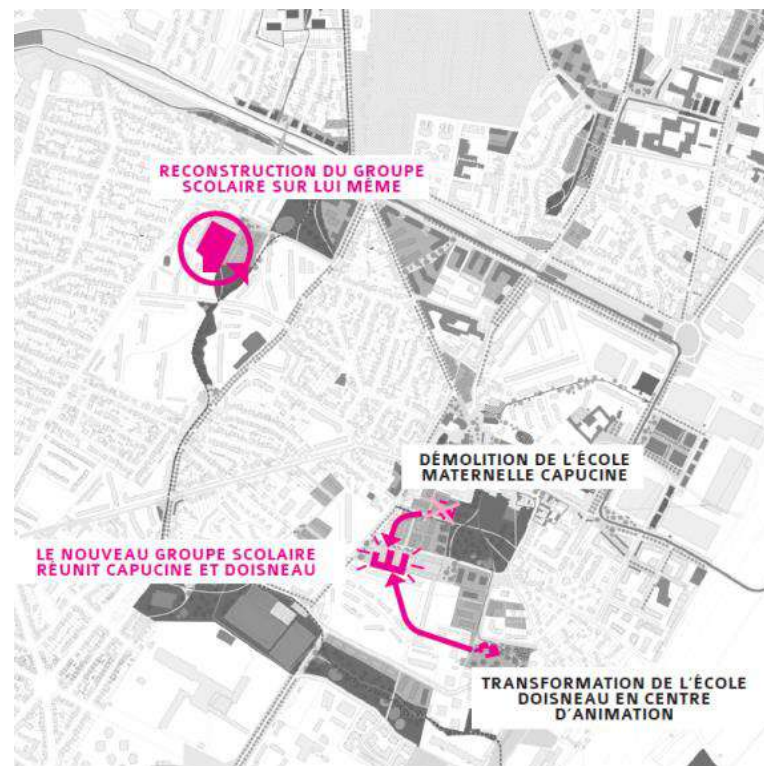 RECONSTRUCTION DU GROUPE
SCOLAIRE SUR LUI MÊME
DÉMOLITION DE L'ÉCOLE
MATERNELLE CAPUCINE
LE NOUVEAU GROUPE SCOLAIRE
RÉUNIT CAPUCINE ET DOISNEAU
TRANSFORMATION DE L'ÉCOLE
DOISNEAU EN CENTRE
D'ANIMATION